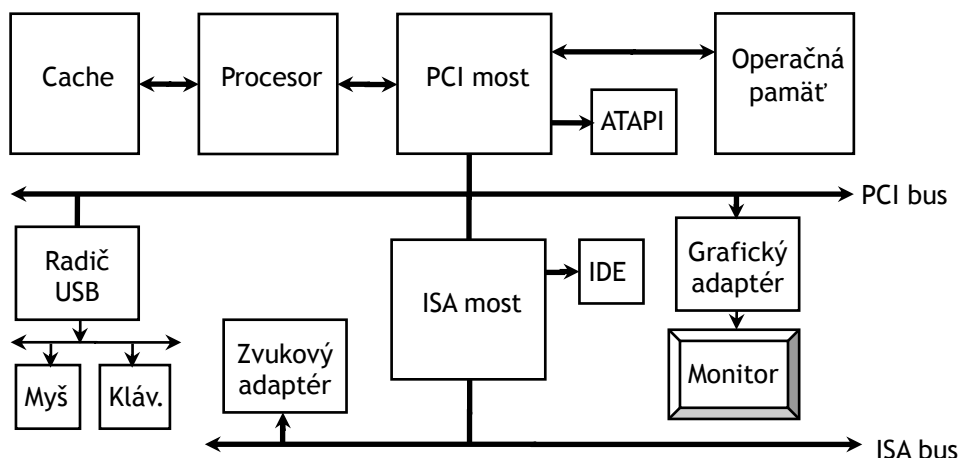 Cache
Procesor
PCI most
Operačná
pamäť
ATAPI
PCI bus
Radič
USB
ISA most
IDE
Grafický
adaptér
Zvukový
adaptér
Monitor
Myš
Kláv.
ISA bus